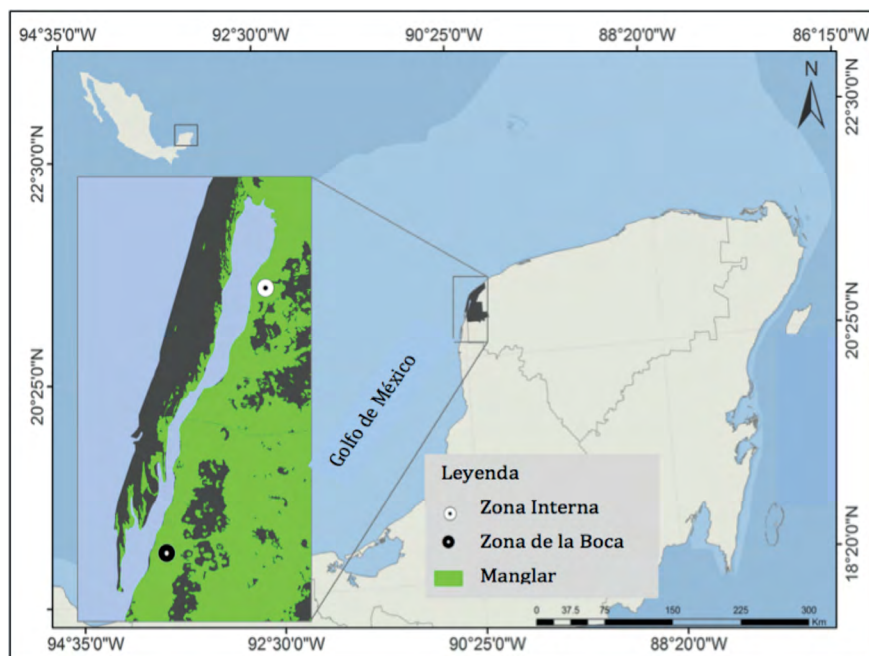 94°35'0"W 92°30'0"W 90°25'0"W 88°20'0"W 86°15'0"W
N
22°30'0"N
22°30'0"N
20°25'0"N
20°25'0"N
18°20'0"N
Golfo de México
Leyenda
Zona Interna
Zona de la Boca
Manglar
0 37.5 75 150 225 300
Km
94°35'0"W 92°30'0"W 90°25'0"W 88°20'0"W